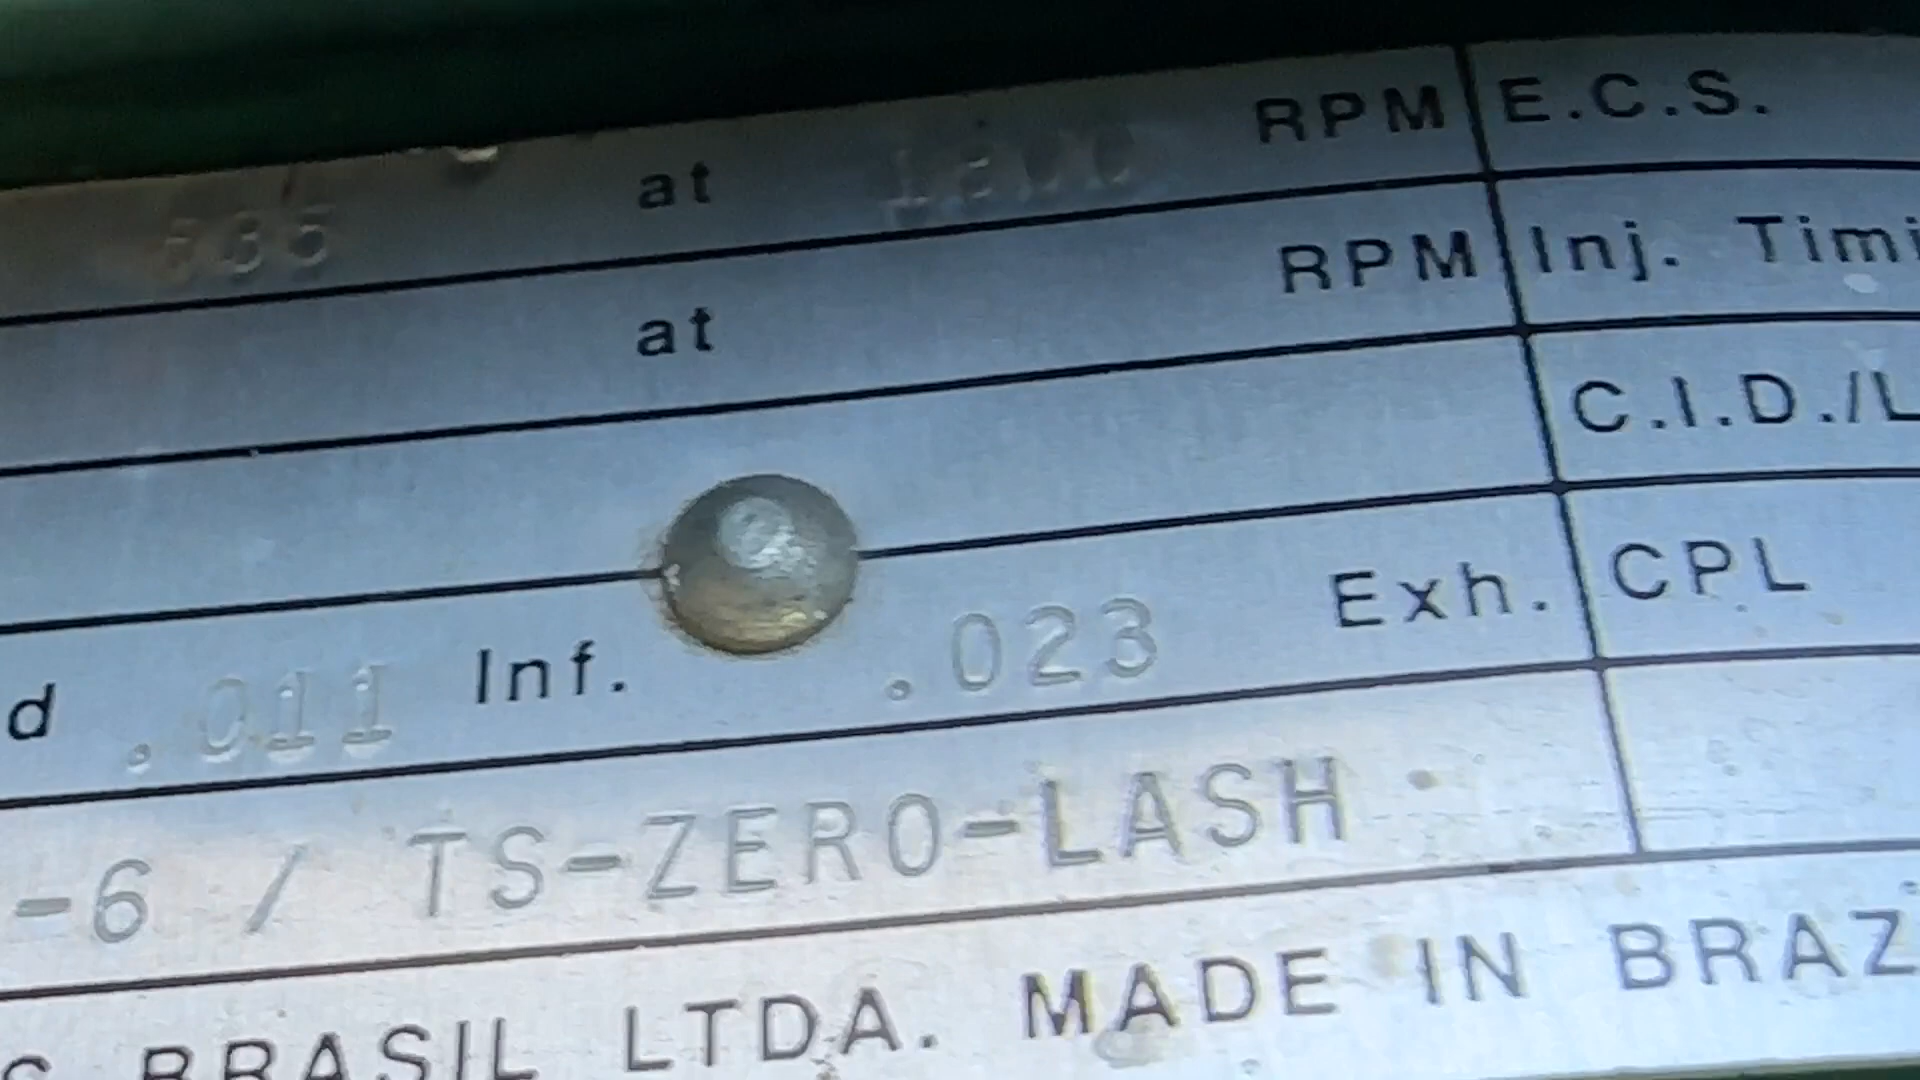 at RPM E.C.S.
at RPM Inj. Timi
C.I.D./L
d .011 Inf. .023 Exh. CPL
-6 / TS-ZERO-LASH
BRASIL LTDA. MADE IN BRAZ